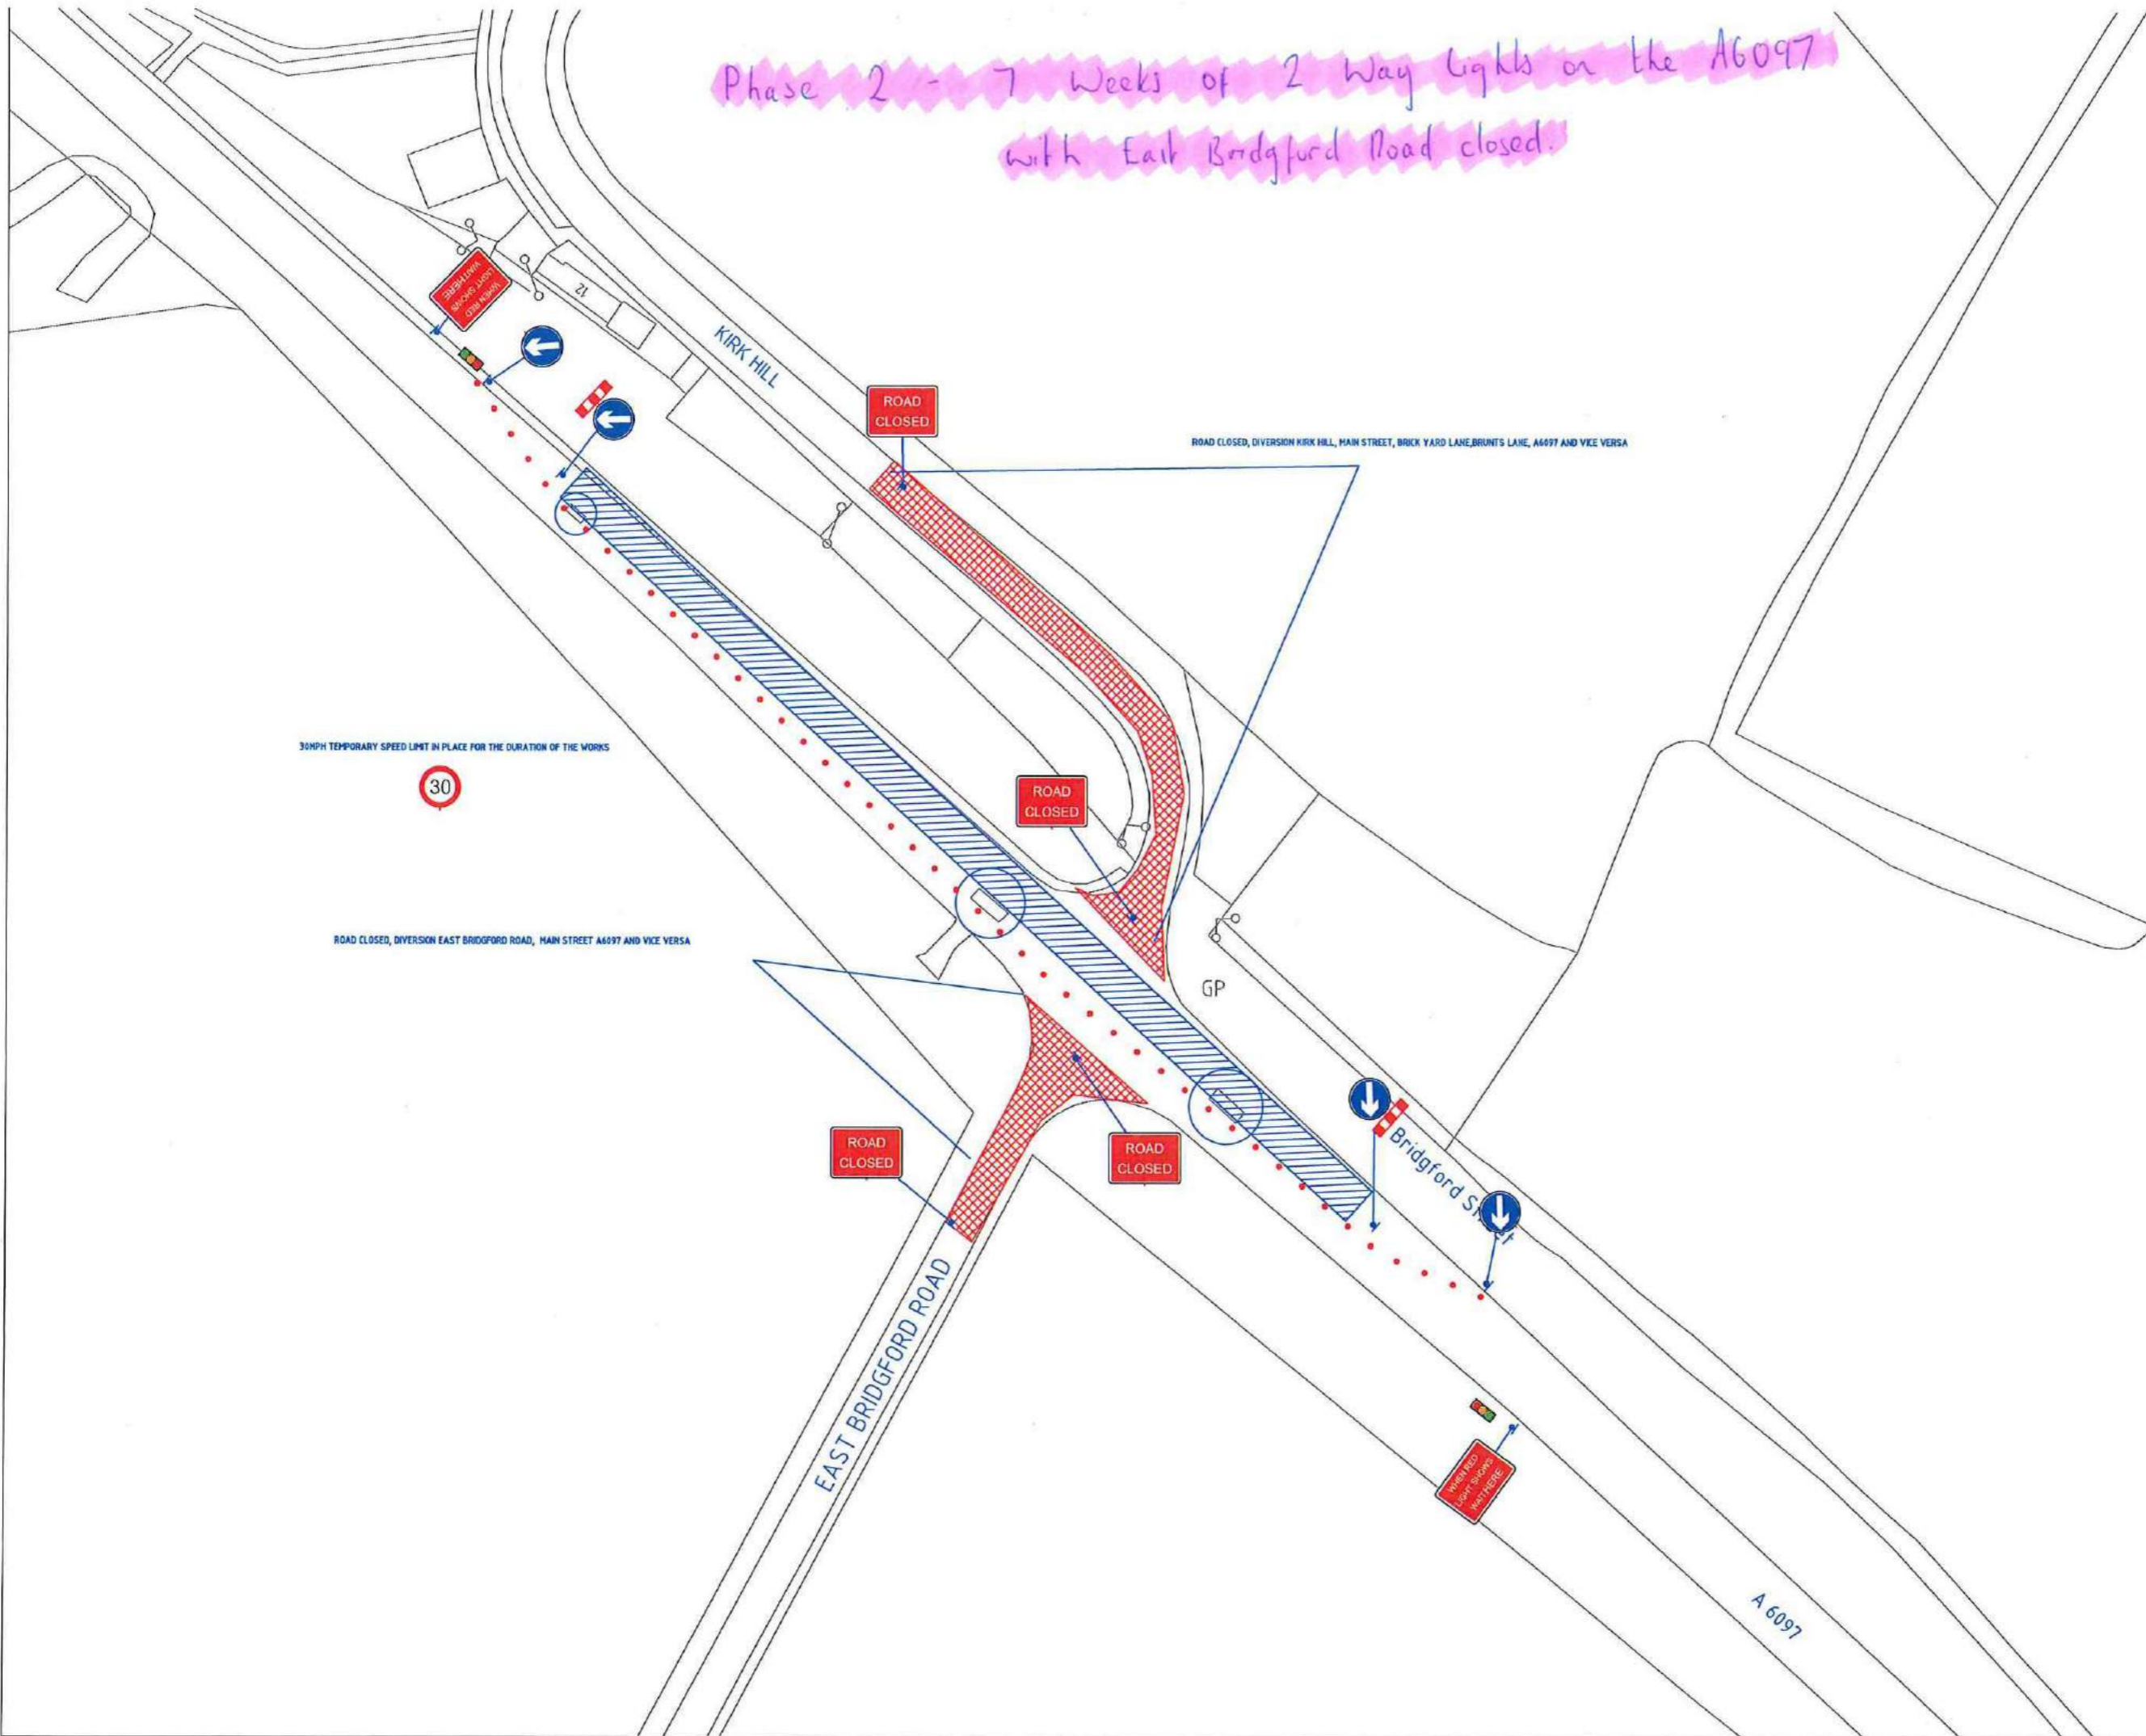 Phase 2 - 7 Weeks of 2 Way Lights on the A6097
with East Bridgford Road closed.
WHEN RED
LIGHT SHOWS
WAIT HERE
12
KIRK HILL
ROAD
CLOSED
ROAD CLOSED, DIVERSION KIRK HILL, MAIN STREET, BRICK YARD LANE,BRUNTS LANE, A6097 AND VICE VERSA
30MPH TEMPORARY SPEED LIMIT IN PLACE FOR THE DURATION OF THE WORKS
30
ROAD
CLOSED
ROAD CLOSED, DIVERSION EAST BRIDGFORD ROAD, MAIN STREET A6097 AND VICE VERSA
GP
ROAD
CLOSED
ROAD
CLOSED
Bridgford
EAST BRIDGFORD ROAD
WHEN RED
LIGHT SHOWS
WAIT HERE
A 6097